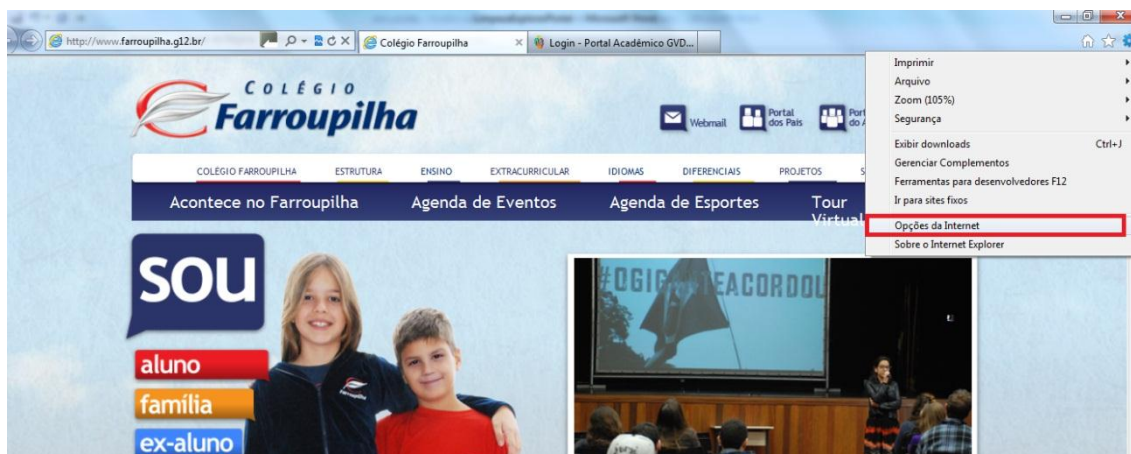 http://www.farroupilha.g12.br/
Colégio Farroupilha
Login - Portal Acadêmico GVD...
Imprimir
Arquivo
Zoom (105%)
Segurança
Exibir downloads Ctrl+J
Gerenciar Complementos
Ferramentas para desenvolvedores F12
Ir para sites fixos
Opções da Internet
Sobre o Internet Explorer
COLÉGIO
Farroupilha
Webmail
Portal
dos Pais
COLÉGIO FARROUPILHA ESTRUTURA ENSINO EXTRACURRICULAR IDIOMAS DIFERENCIAIS PROJETOS
Acontece no Farroupilha Agenda de Eventos Agenda de Esportes Tour
Virtual
sou
aluno
família
ex-aluno